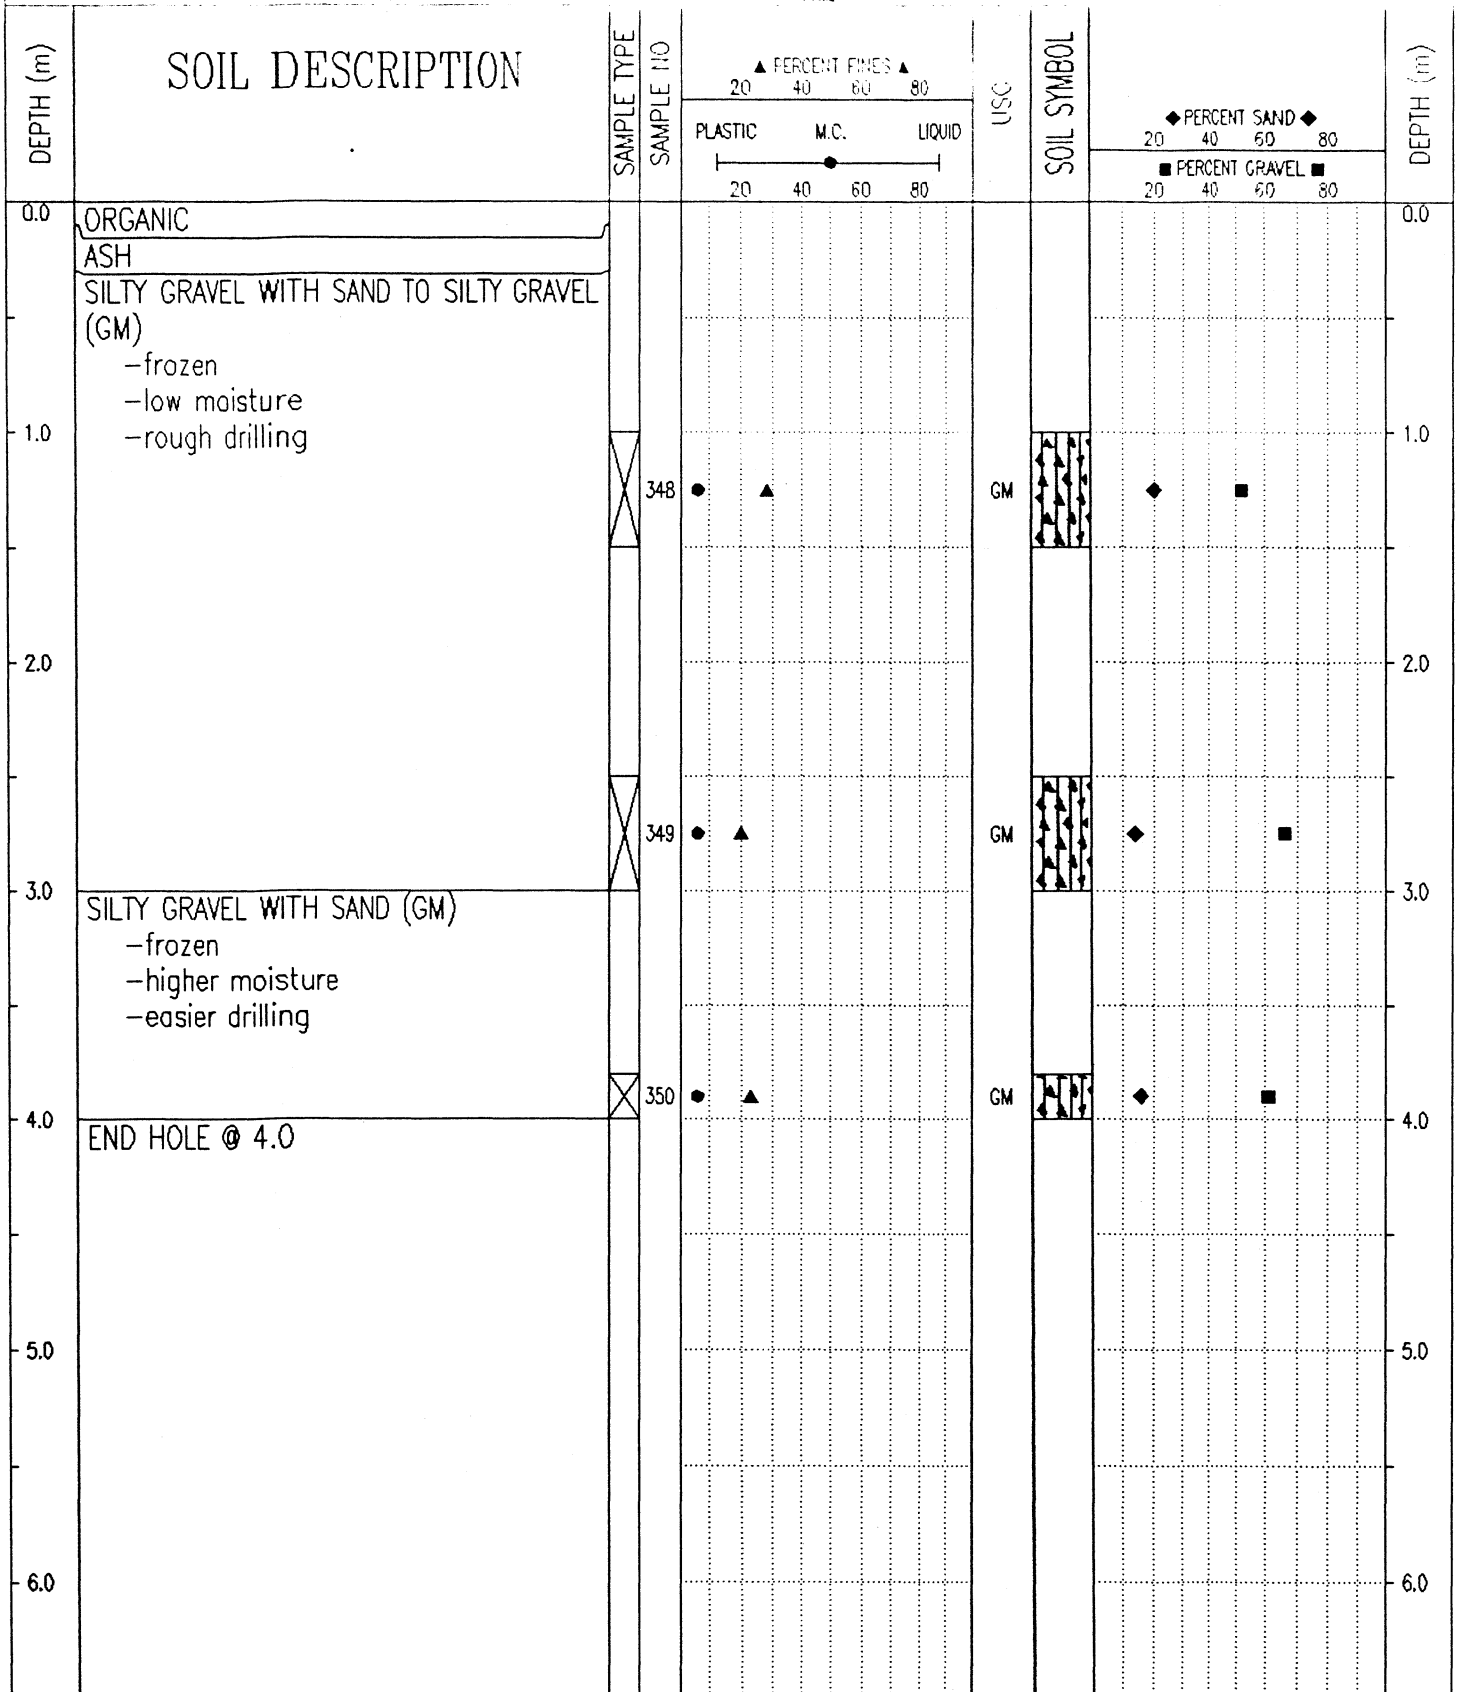 DEPTH (m)
SOIL DESCRIPTION
SAMPLE TYPE
SAMPLE NO
▲ PERCENT FINES ▲
20 40 60 80
PLASTIC M.C. LIQUID
20 40 60 80
USC
SOIL SYMBOL
◆ PERCENT SAND ◆
20 40 60 80
■ PERCENT GRAVEL ■
20 40 60 80
DEPTH (m)
0.0 0.0
ORGANIC
ASH
SILTY GRAVEL WITH SAND TO SILTY GRAVEL
(GM)
-frozen
-low moisture
-rough drilling
1.0 1.0
348 GM
2.0 2.0
349 GM
3.0 3.0
SILTY GRAVEL WITH SAND (GM)
-frozen
-higher moisture
-easier drilling
350 GM
4.0 4.0
END HOLE @ 4.0
5.0 5.0
6.0 6.0